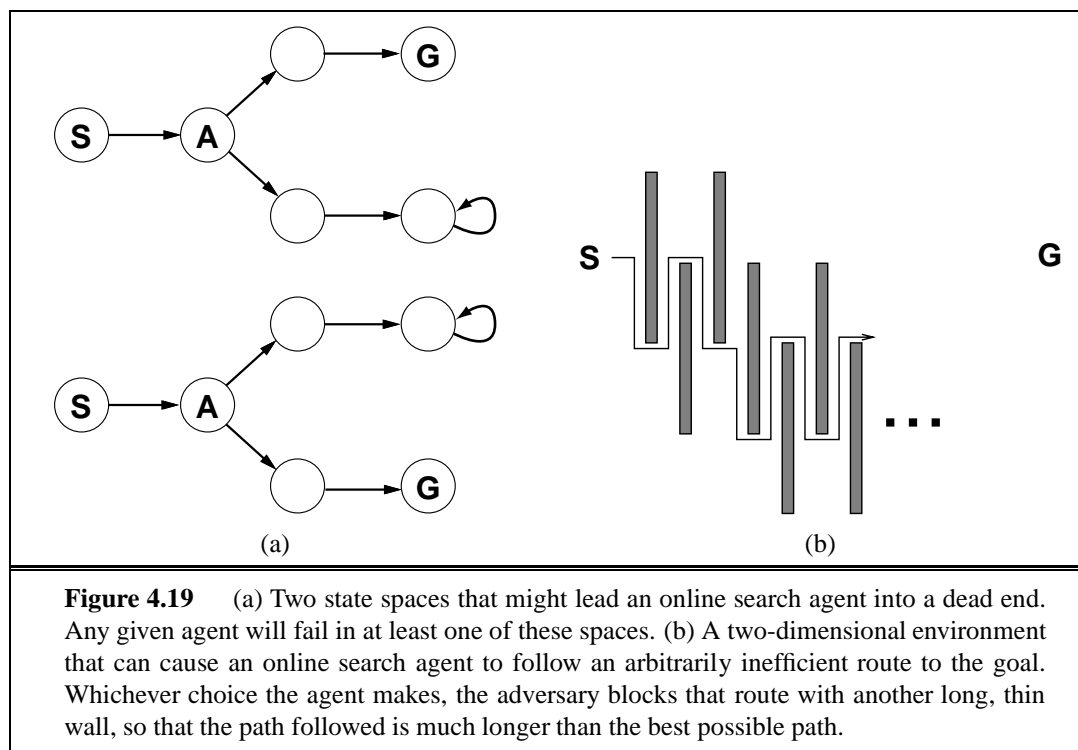 G
S A
S G
S A
G
(a) (b)
Figure 4.19 (a) Two state spaces that might lead an online search agent into a dead end.
Any given agent will fail in at least one of these spaces. (b) A two-dimensional environment
that can cause an online search agent to follow an arbitrarily inefficient route to the goal.
Whichever choice the agent makes, the adversary blocks that route with another long, thin
wall, so that the path followed is much longer than the best possible path.